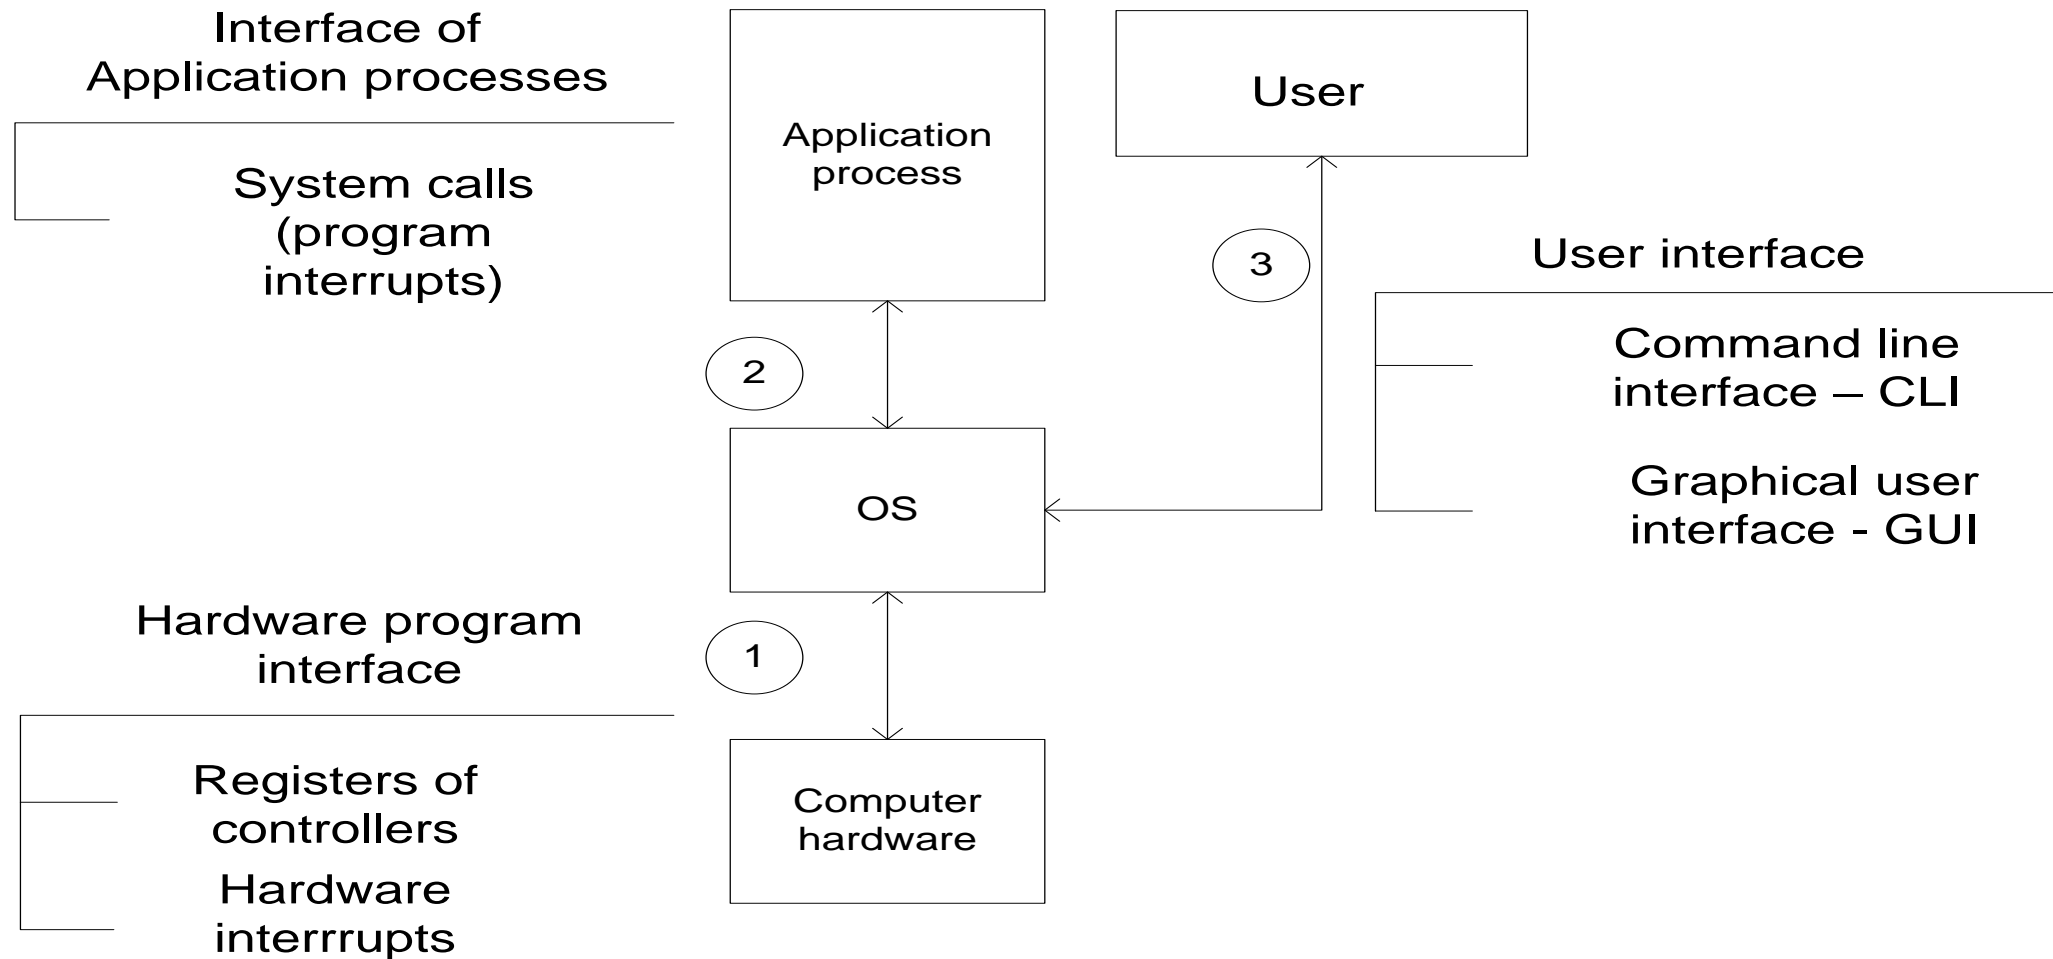 Interface of
Application processes
System calls
(program
interrupts)
Application
process
User
3
User interface
Command line
interface – CLI
Graphical user
interface - GUI
2
OS
Hardware program
interface
1
Registers of
controllers
Hardware
interrrupts
Computer
hardware